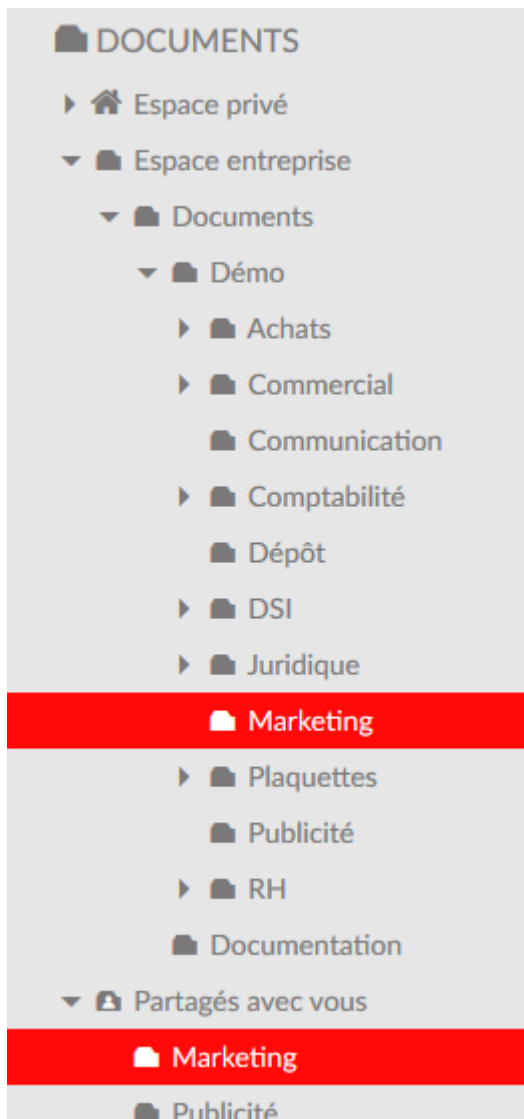 DOCUMENTS
Espace privé
Espace entreprise
Documents
Démo
Achats
Commercial
Communication
Comptabilité
Dépôt
DSI
Juridique
Marketing
Plaquettes
Publicité
RH
Documentation
Partagés avec vous
Marketing
Publicité